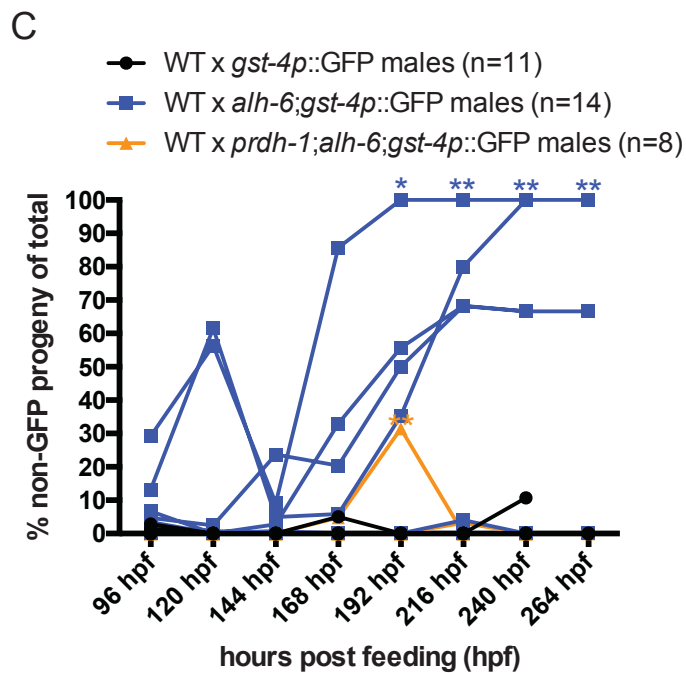 C
WT x gst-4p::GFP males (n=11)
WT x alh-6;gst-4p::GFP males (n=14)
WT x prdh-1;alh-6;gst-4p::GFP males (n=8)
* ** ** **
100
90
80
70
60
50
40
30
20
10
0
**
% non-GFP progeny of total
96 hpf
120 hpf
144 hpf
168 hpf
192 hpf
216 hpf
240 hpf
264 hpf
hours post feeding (hpf)